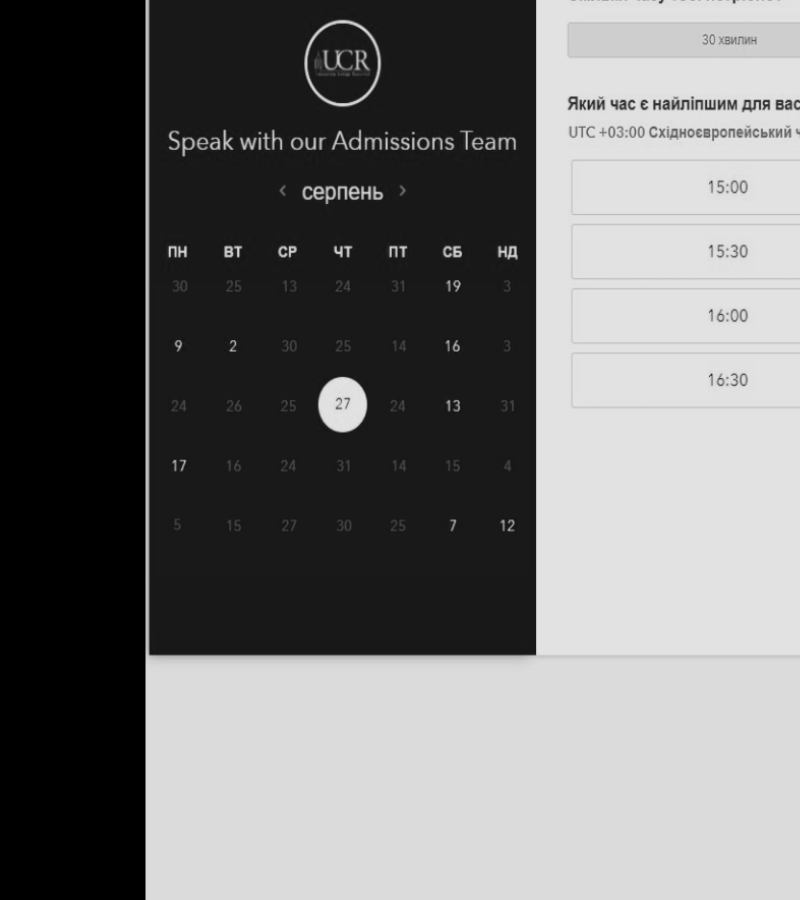 UCR
Speak with our Admissions Team
‹ серпень ›
ПН ВТ СР ЧТ ПТ СБ НД
30 25 13 24 31 19 3
9 2 30 25 14 16 3
24 26 25 27 24 13 31
17 16 24 31 14 15 4
5 15 27 30 25 7 12
30 хвилин
Який час є найліпшим для вас
UTC +03:00 Східноєвропейський ч
15:00
15:30
16:00
16:30